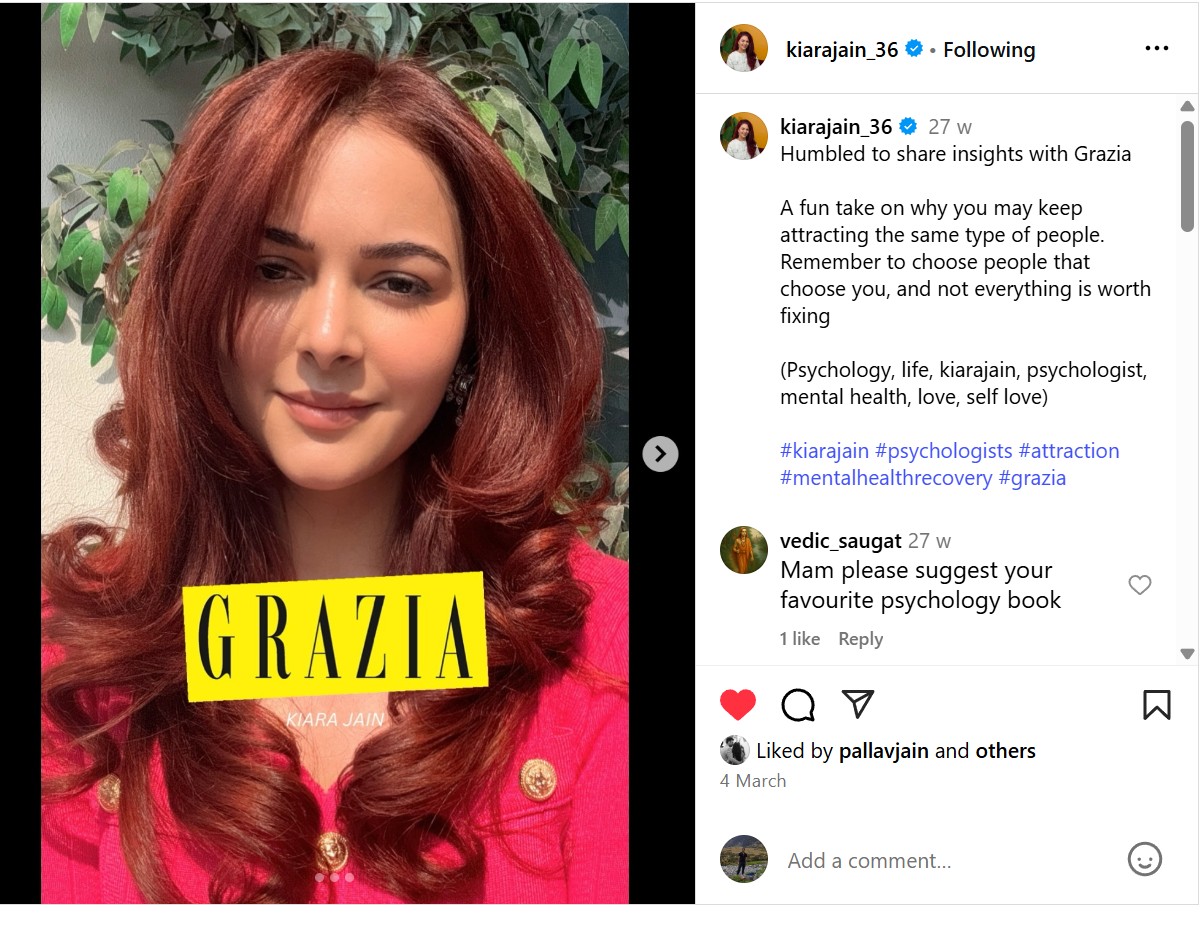 GRAZIA
KIARA JAIN
kiarajain_36 • Following
kiarajain_36 27 w
Humbled to share insights with Grazia
A fun take on why you may keep
attracting the same type of people.
Remember to choose people that
choose you, and not everything is worth
fixing
(Psychology, life, kiarajain, psychologist,
mental health, love, self love)
#kiarajain #psychologists #attraction
#mentalhealthrecovery #grazia
vedic_saugat 27 w
Mam please suggest your
favourite psychology book
1 like Reply
Liked by pallavjain and others
4 March
Add a comment...